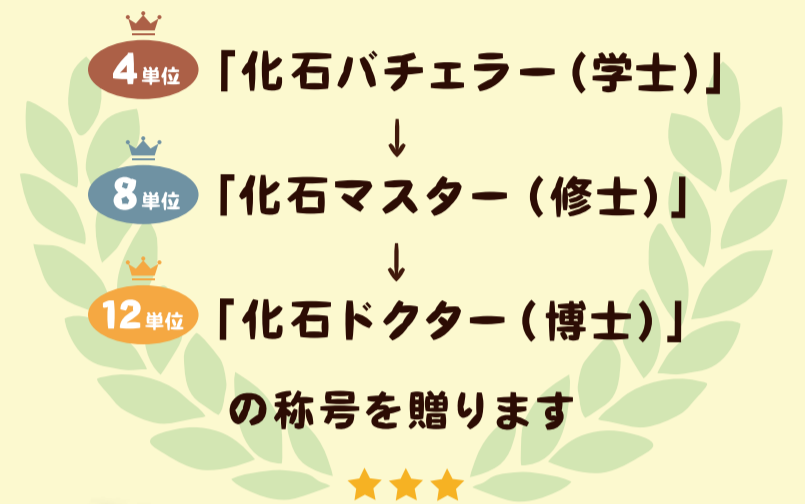 4単位 「化石バチェラー(学士)」
↓
8単位 「化石マスター(修士)」
↓
12単位 「化石ドクター(博士)」
の称号を贈ります